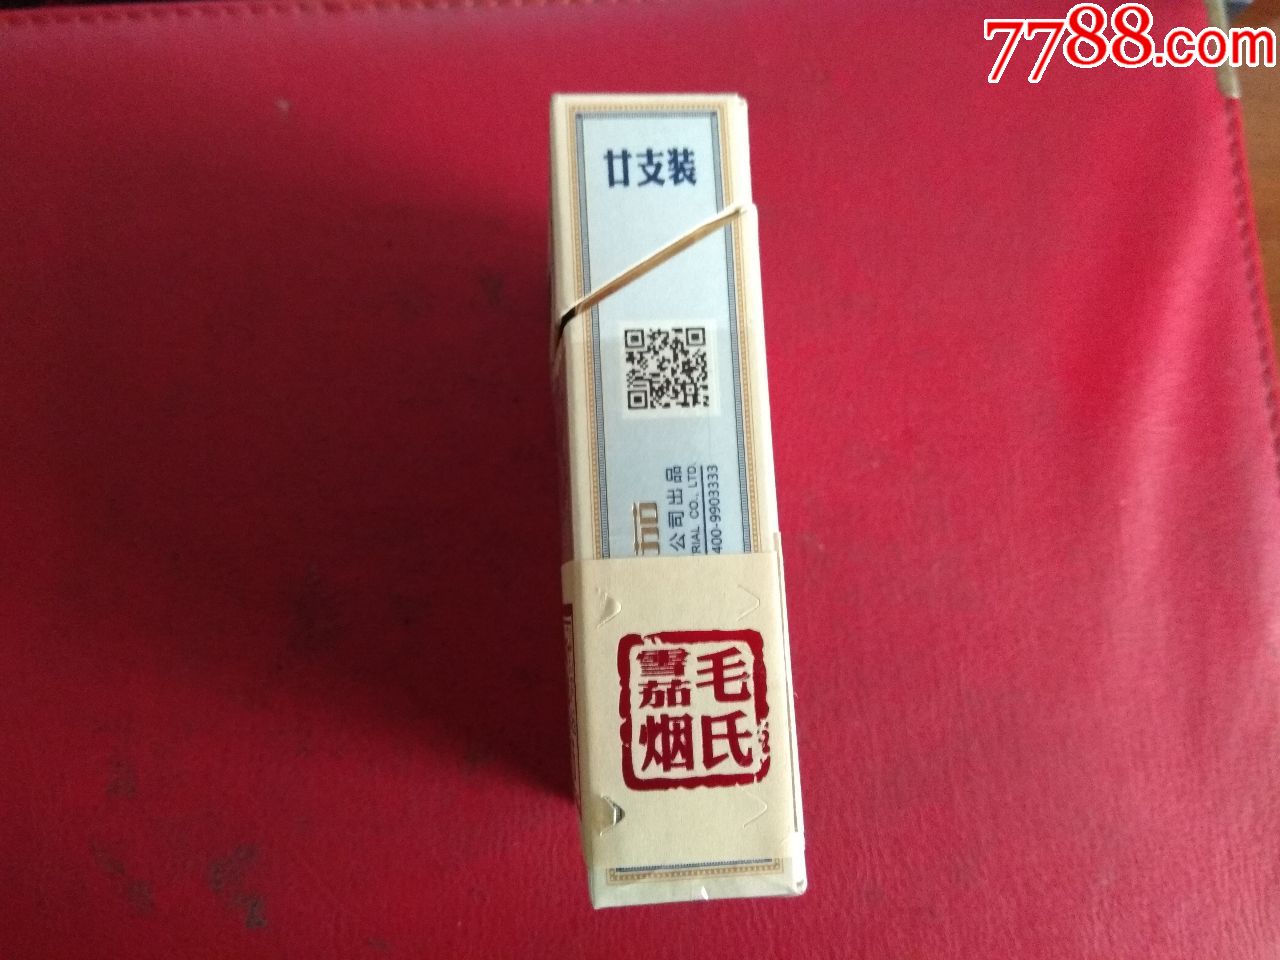 7788.com
廿支装
公司出品
RIAL CO., LTD.
400-9903333
毛氏
雪茄烟